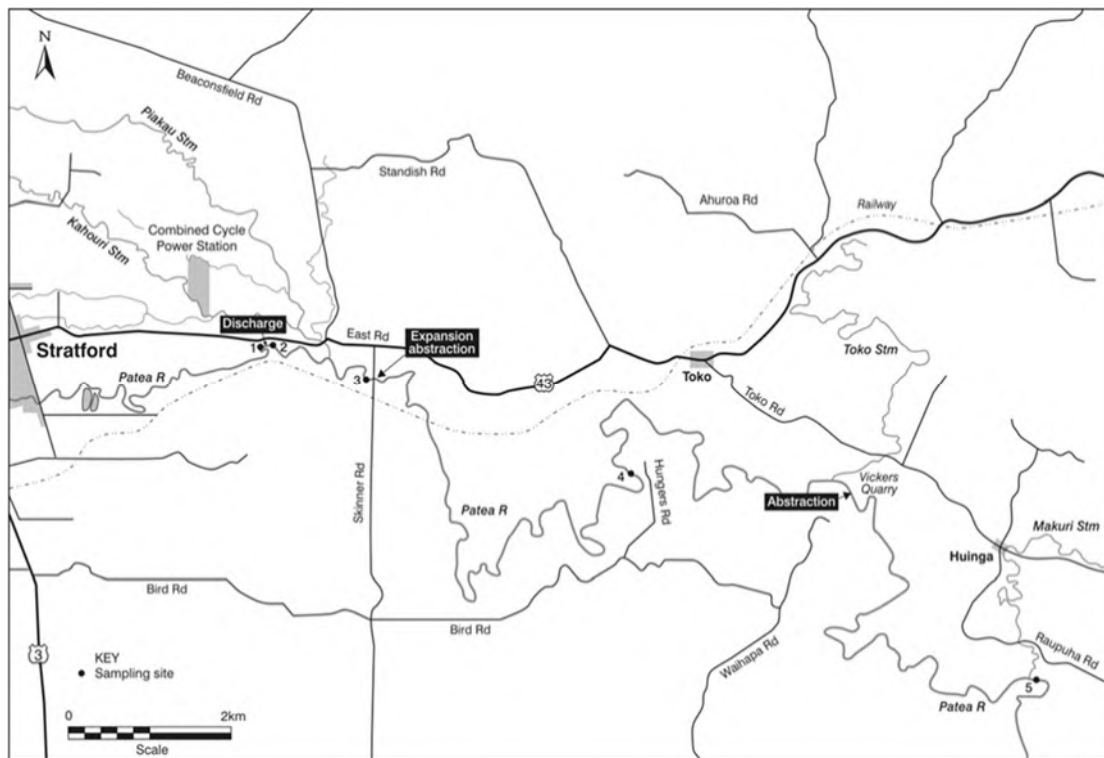 N
Beaconsfield Rd
Piakau Stm
Standish Rd
Ahuroa Rd
Railway
Kahouri Stm
Combined Cycle
Power Station
Discharge
East Rd
Expansion
abstraction
Stratford
1
2
Patea R
3
43
Toko
Toko Stm
Toko Rd
4
Hungers Rd
Skinner Rd
Patea R
Abstraction
Vickers
Quarry
Makuri Stm
Huinga
Bird Rd
Bird Rd
Waihapa Rd
Raupuha Rd
3
KEY
Sampling site
5
Patea R
0
2km
Scale